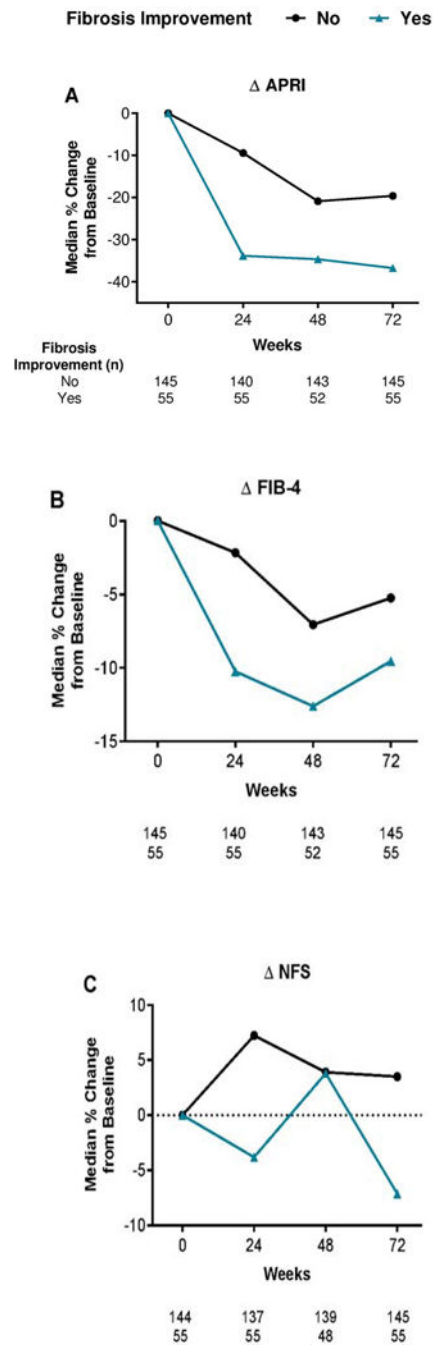 Fibrosis Improvement No Yes
A
Δ APRI
Median % Change
from Baseline
0
-10
-20
-30
-40
0 24 48 72
Weeks
Fibrosis
Improvement (n)
No 145 140 143 145
Yes 55 55 52 55
B
Δ FIB-4
Median % Change
from Baseline
0
-5
-10
-15
0 24 48 72
Weeks
145 140 143 145
55 55 52 55
C
Δ NFS
Median % Change
from Baseline
10
5
0
-5
-10
0 24 48 72
Weeks
144 137 139 145
55 55 48 55